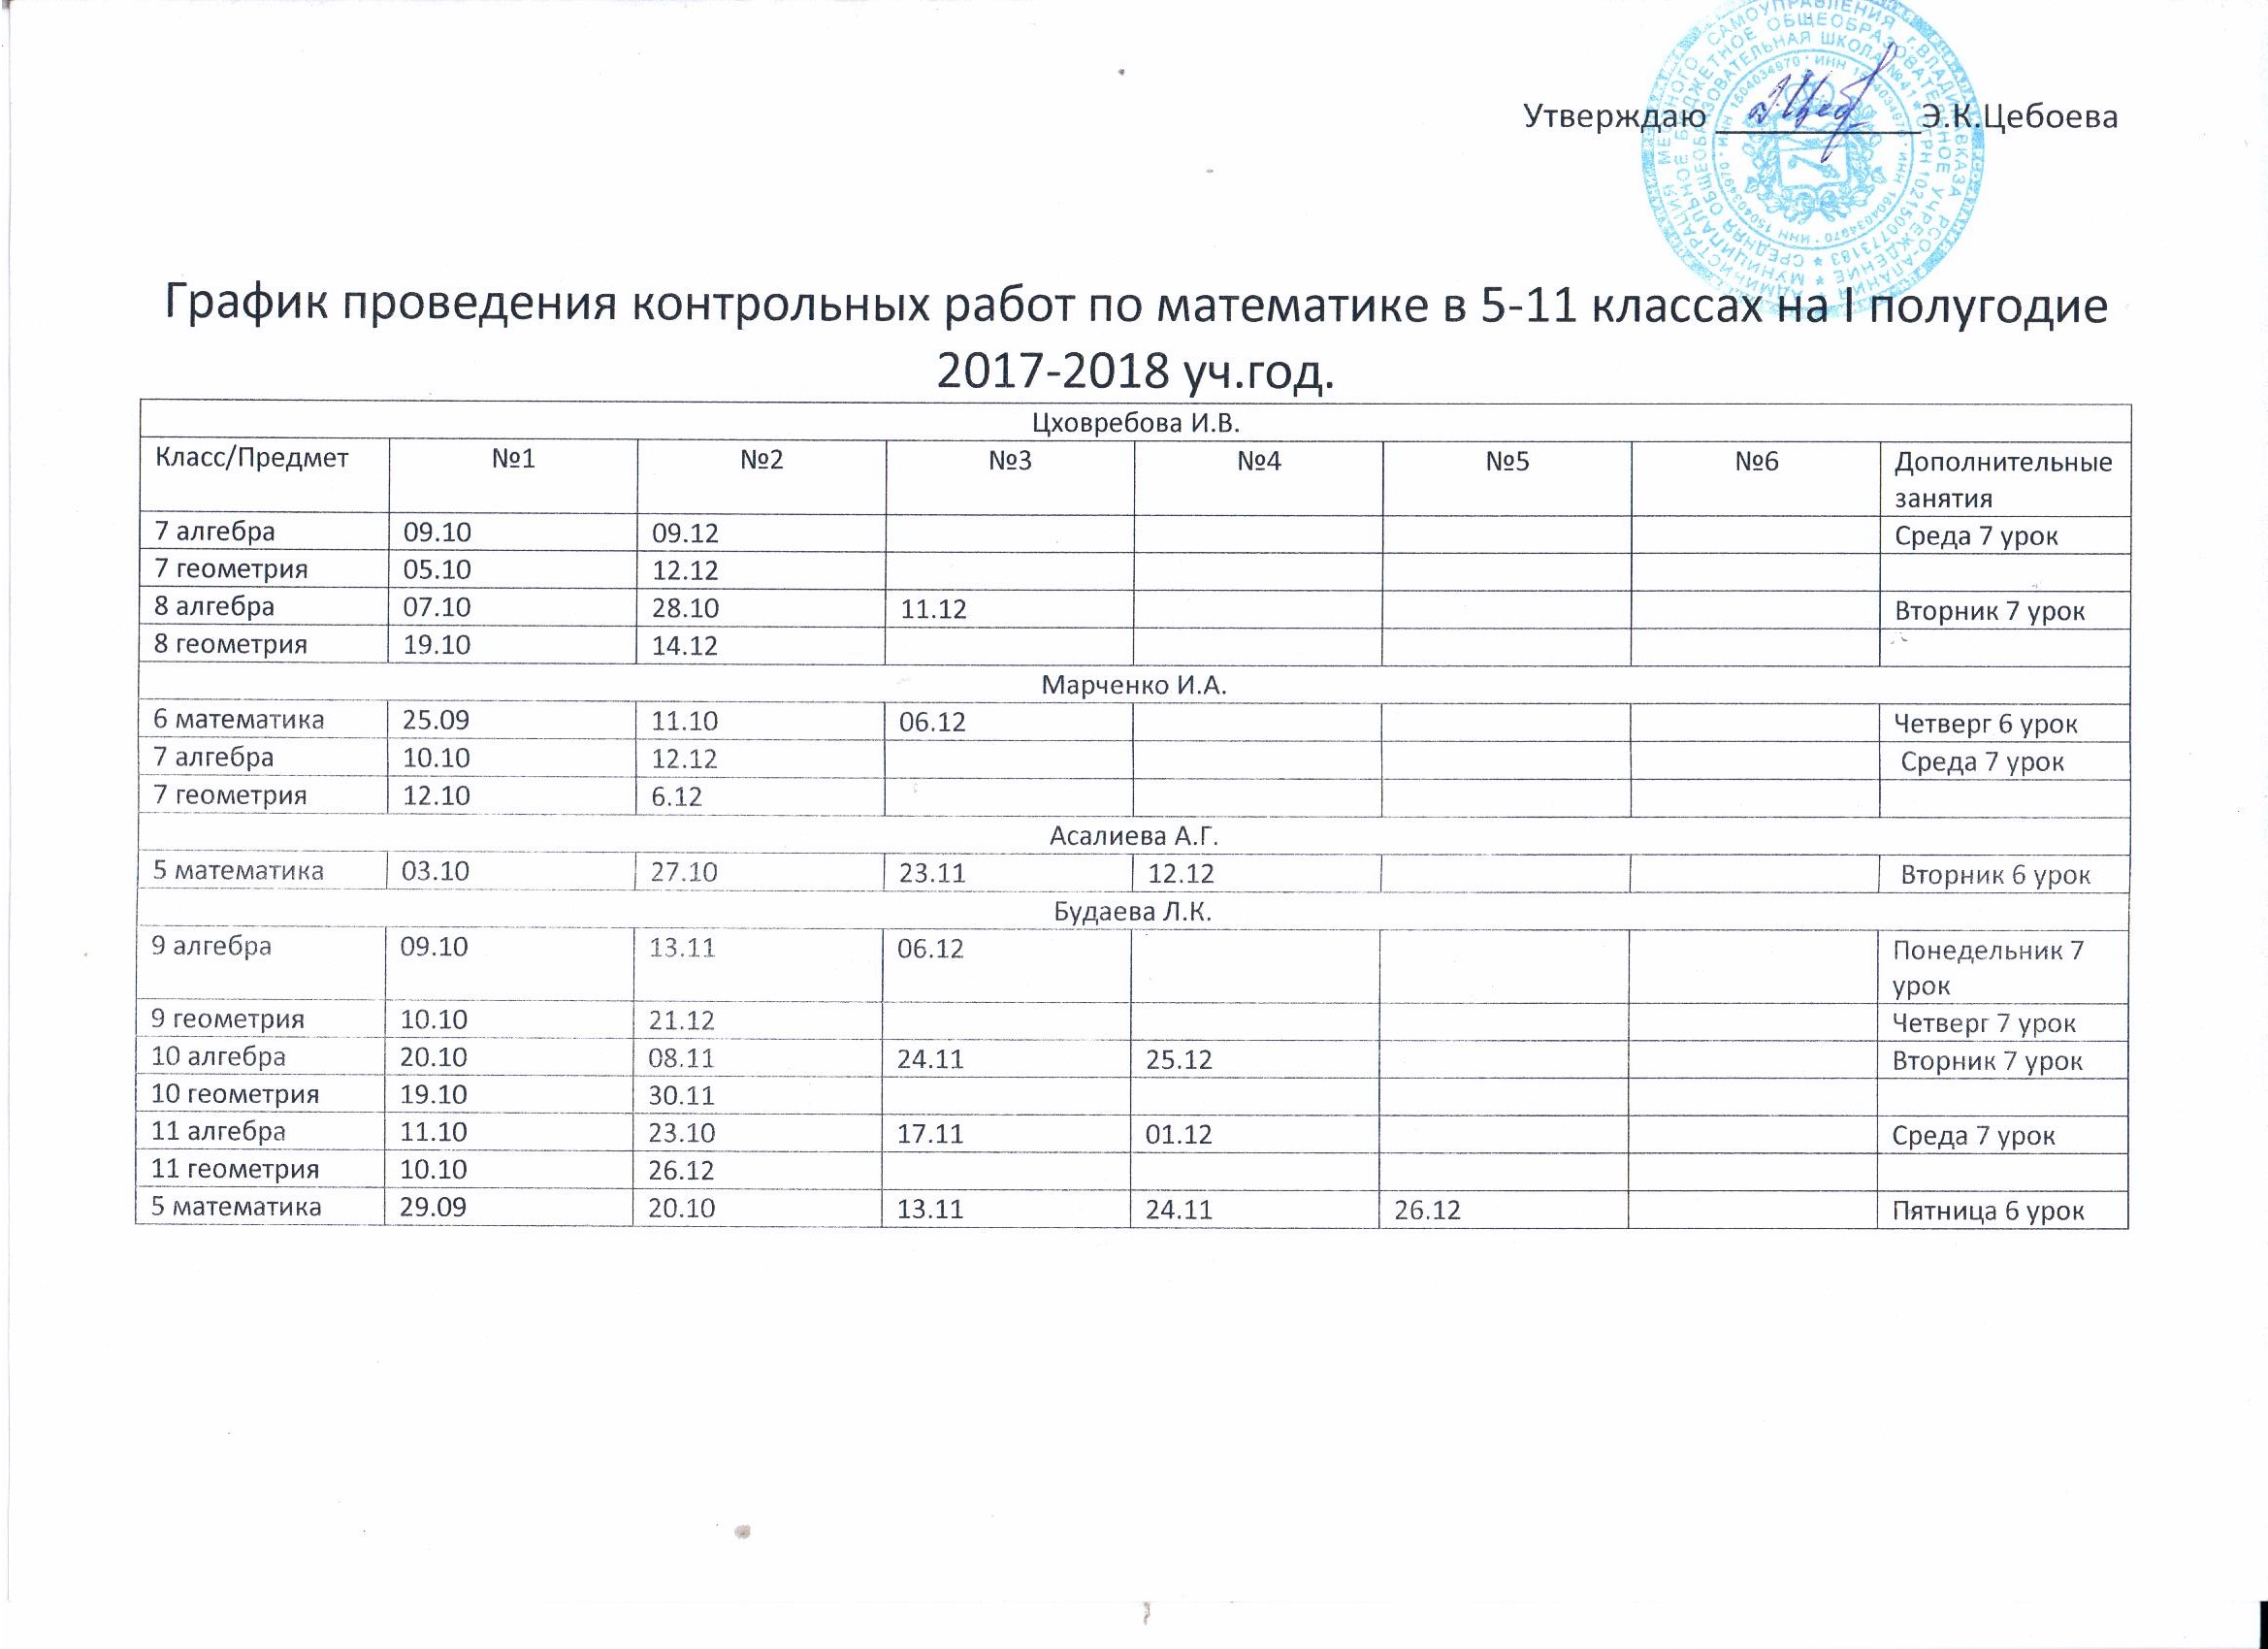 Утверждаю ____________Э.К.Цебоева
График проведения контрольных работ по математике в 5-11 классах на I полугодие
2017-2018 уч.год.
Цховребова И.В.
Класс/Предмет №1 №2 №3 №4 №5 №6 Дополнительные
занятия
7 алгебра 09.10 09.12 Среда 7 урок
7 геометрия 05.10 12.12
8 алгебра 07.10 28.10 11.12 Вторник 7 урок
8 геометрия 19.10 14.12
Марченко И.А.
6 математика 25.09 11.10 06.12 Четверг 6 урок
7 алгебра 10.10 12.12 Среда 7 урок
7 геометрия 12.10 6.12
Асалиева А.Г.
5 математика 03.10 27.10 23.11 12.12 Вторник 6 урок
Будаева Л.К.
9 алгебра 09.10 13.11 06.12 Понедельник 7
урок
9 геометрия 10.10 21.12 Четверг 7 урок
10 алгебра 20.10 08.11 24.11 25.12 Вторник 7 урок
10 геометрия 19.10 30.11
11 алгебра 11.10 23.10 17.11 01.12 Среда 7 урок
11 геометрия 10.10 26.12
5 математика 29.09 20.10 13.11 24.11 26.12 Пятница 6 урок